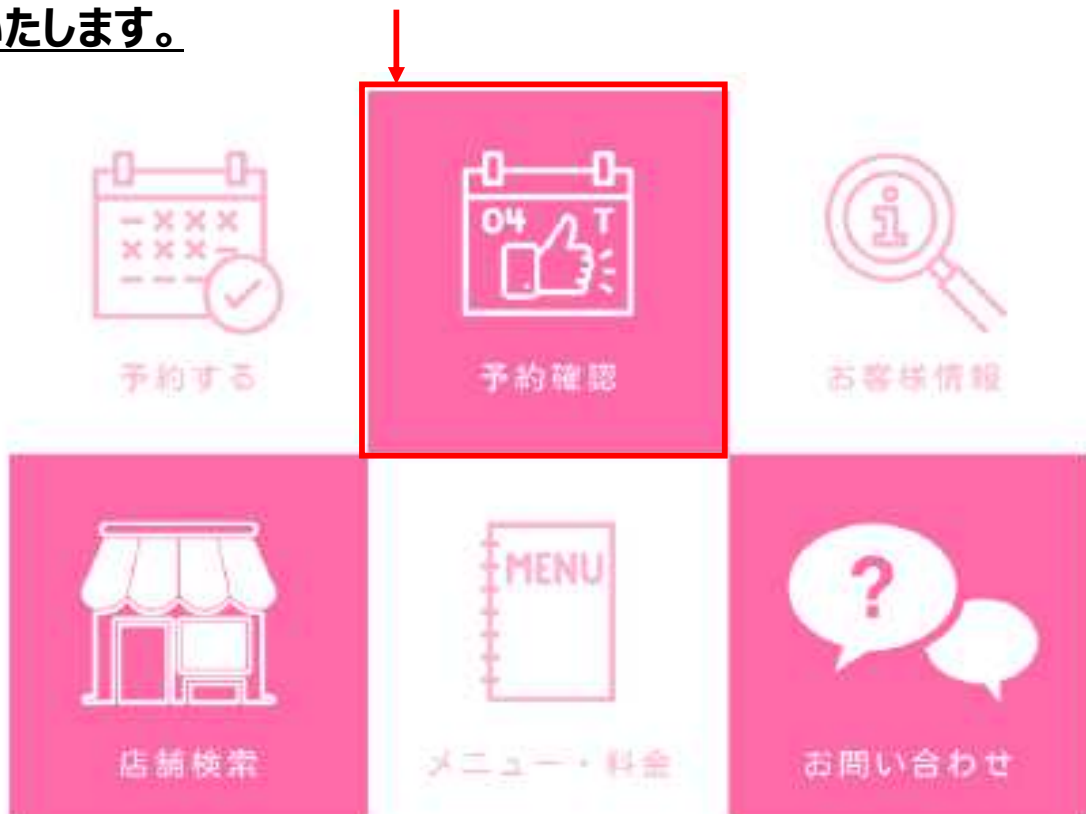 いたします。
04 T
予約する
予約確認
お客様情報
MENU
?
店舗検索
メニュー・料金
お問い合わせ